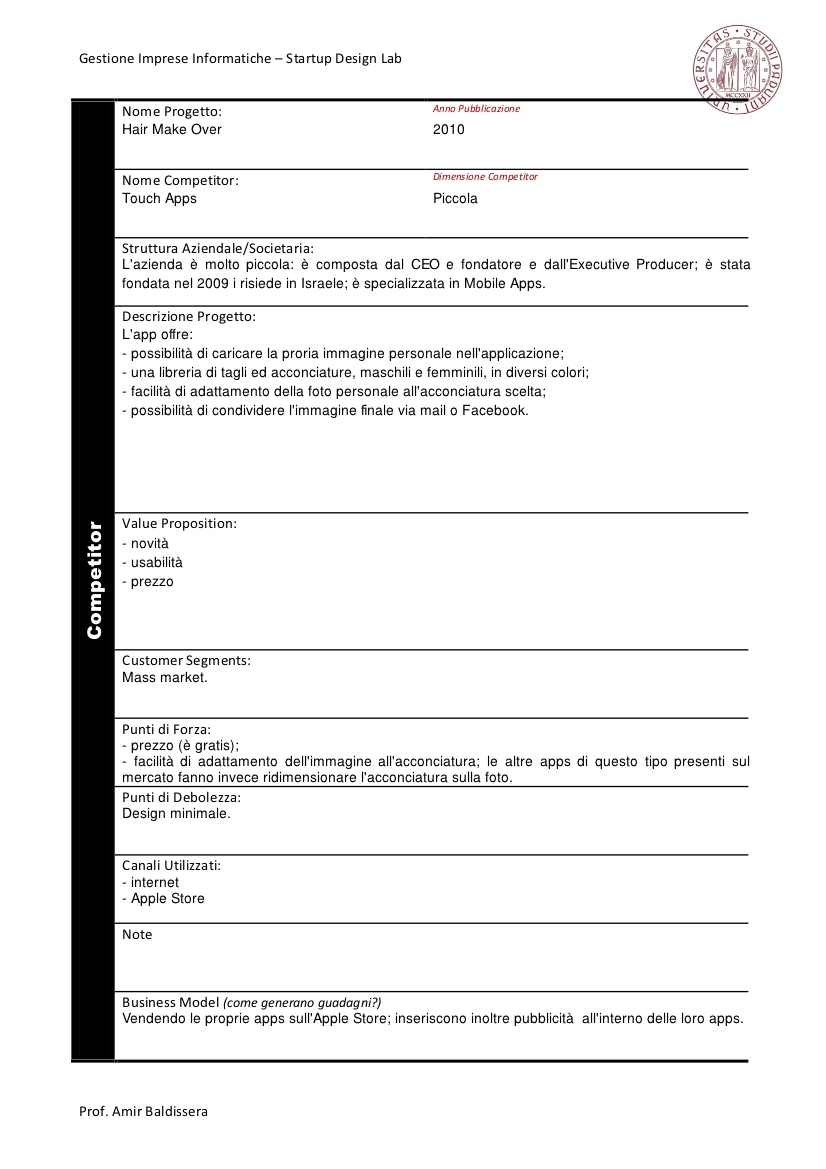 Gestione Imprese Informatiche – Startup Design Lab
UNIVERSITAS • STUDII PADUANI •
MCCXXII
Nome Progetto:
Anno Pubblicazione
Hair Make Over
2010
Nome Competitor:
Dimensione Competitor
Touch Apps
Piccola
Struttura Aziendale/Societaria:
L'azienda è molto piccola: è composta dal CEO e fondatore e dall'Executive Producer; è stata
fondata nel 2009 i risiede in Israele; è specializzata in Mobile Apps.
Descrizione Progetto:
L'app offre:
- possibilità di caricare la proria immagine personale nell'applicazione;
- una libreria di tagli ed acconciature, maschili e femminili, in diversi colori;
- facilità di adattamento della foto personale all'acconciatura scelta;
- possibilità di condividere l'immagine finale via mail o Facebook.
Competitor
Value Proposition:
- novità
- usabilità
- prezzo
Customer Segments:
Mass market.
Punti di Forza:
- prezzo (è gratis);
- facilità di adattamento dell'immagine all'acconciatura; le altre apps di questo tipo presenti sul
mercato fanno invece ridimensionare l'acconciatura sulla foto.
Punti di Debolezza:
Design minimale.
Canali Utilizzati:
- internet
- Apple Store
Note
Business Model (come generano guadagni?)
Vendendo le proprie apps sull'Apple Store; inseriscono inoltre pubblicità all'interno delle loro apps.
Prof. Amir Baldissera